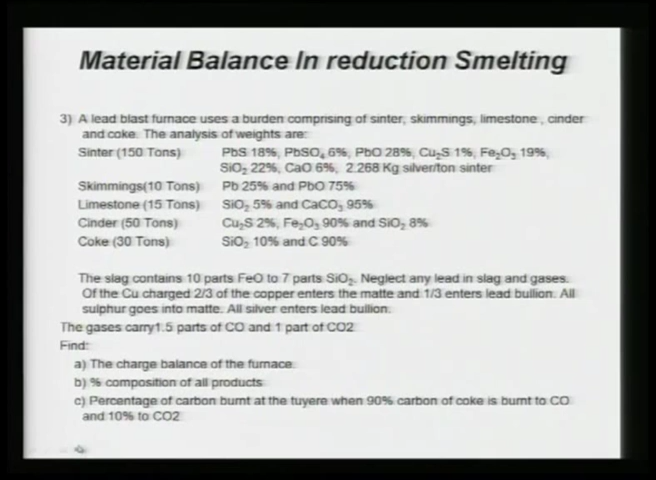 Material Balance In reduction Smelting
3) A lead blast furnace uses a burden comprising of sinter, skimmings, limestone , cinder
and coke. The analysis of weights are:
Sinter (150 Tons) PbS 18%, PbSO₄ 6%, PbO 28%, Cu₂S 1%, Fe₂O₃ 19%,
SiO₂ 22%, CaO 6%, 2.268 Kg silver/ton sinter
Skimmings(10 Tons) Pb 25% and PbO 75%
Limestone (15 Tons) SiO₂ 5% and CaCO₃ 95%
Cinder (50 Tons) Cu₂S 2%, Fe₂O₃ 90% and SiO₂ 8%
Coke (30 Tons) SiO₂ 10% and C 90%
The slag contains 10 parts FeO to 7 parts SiO₂. Neglect any lead in slag and gases.
Of the Cu charged 2/3 of the copper enters the matte and 1/3 enters lead bullion. All
sulphur goes into matte. All silver enters lead bullion.
The gases carry1.5 parts of CO and 1 part of CO2
Find:
a) The charge balance of the furnace.
b) % composition of all products
c) Percentage of carbon burnt at the tuyere when 90% carbon of coke is burnt to CO
and 10% to CO2